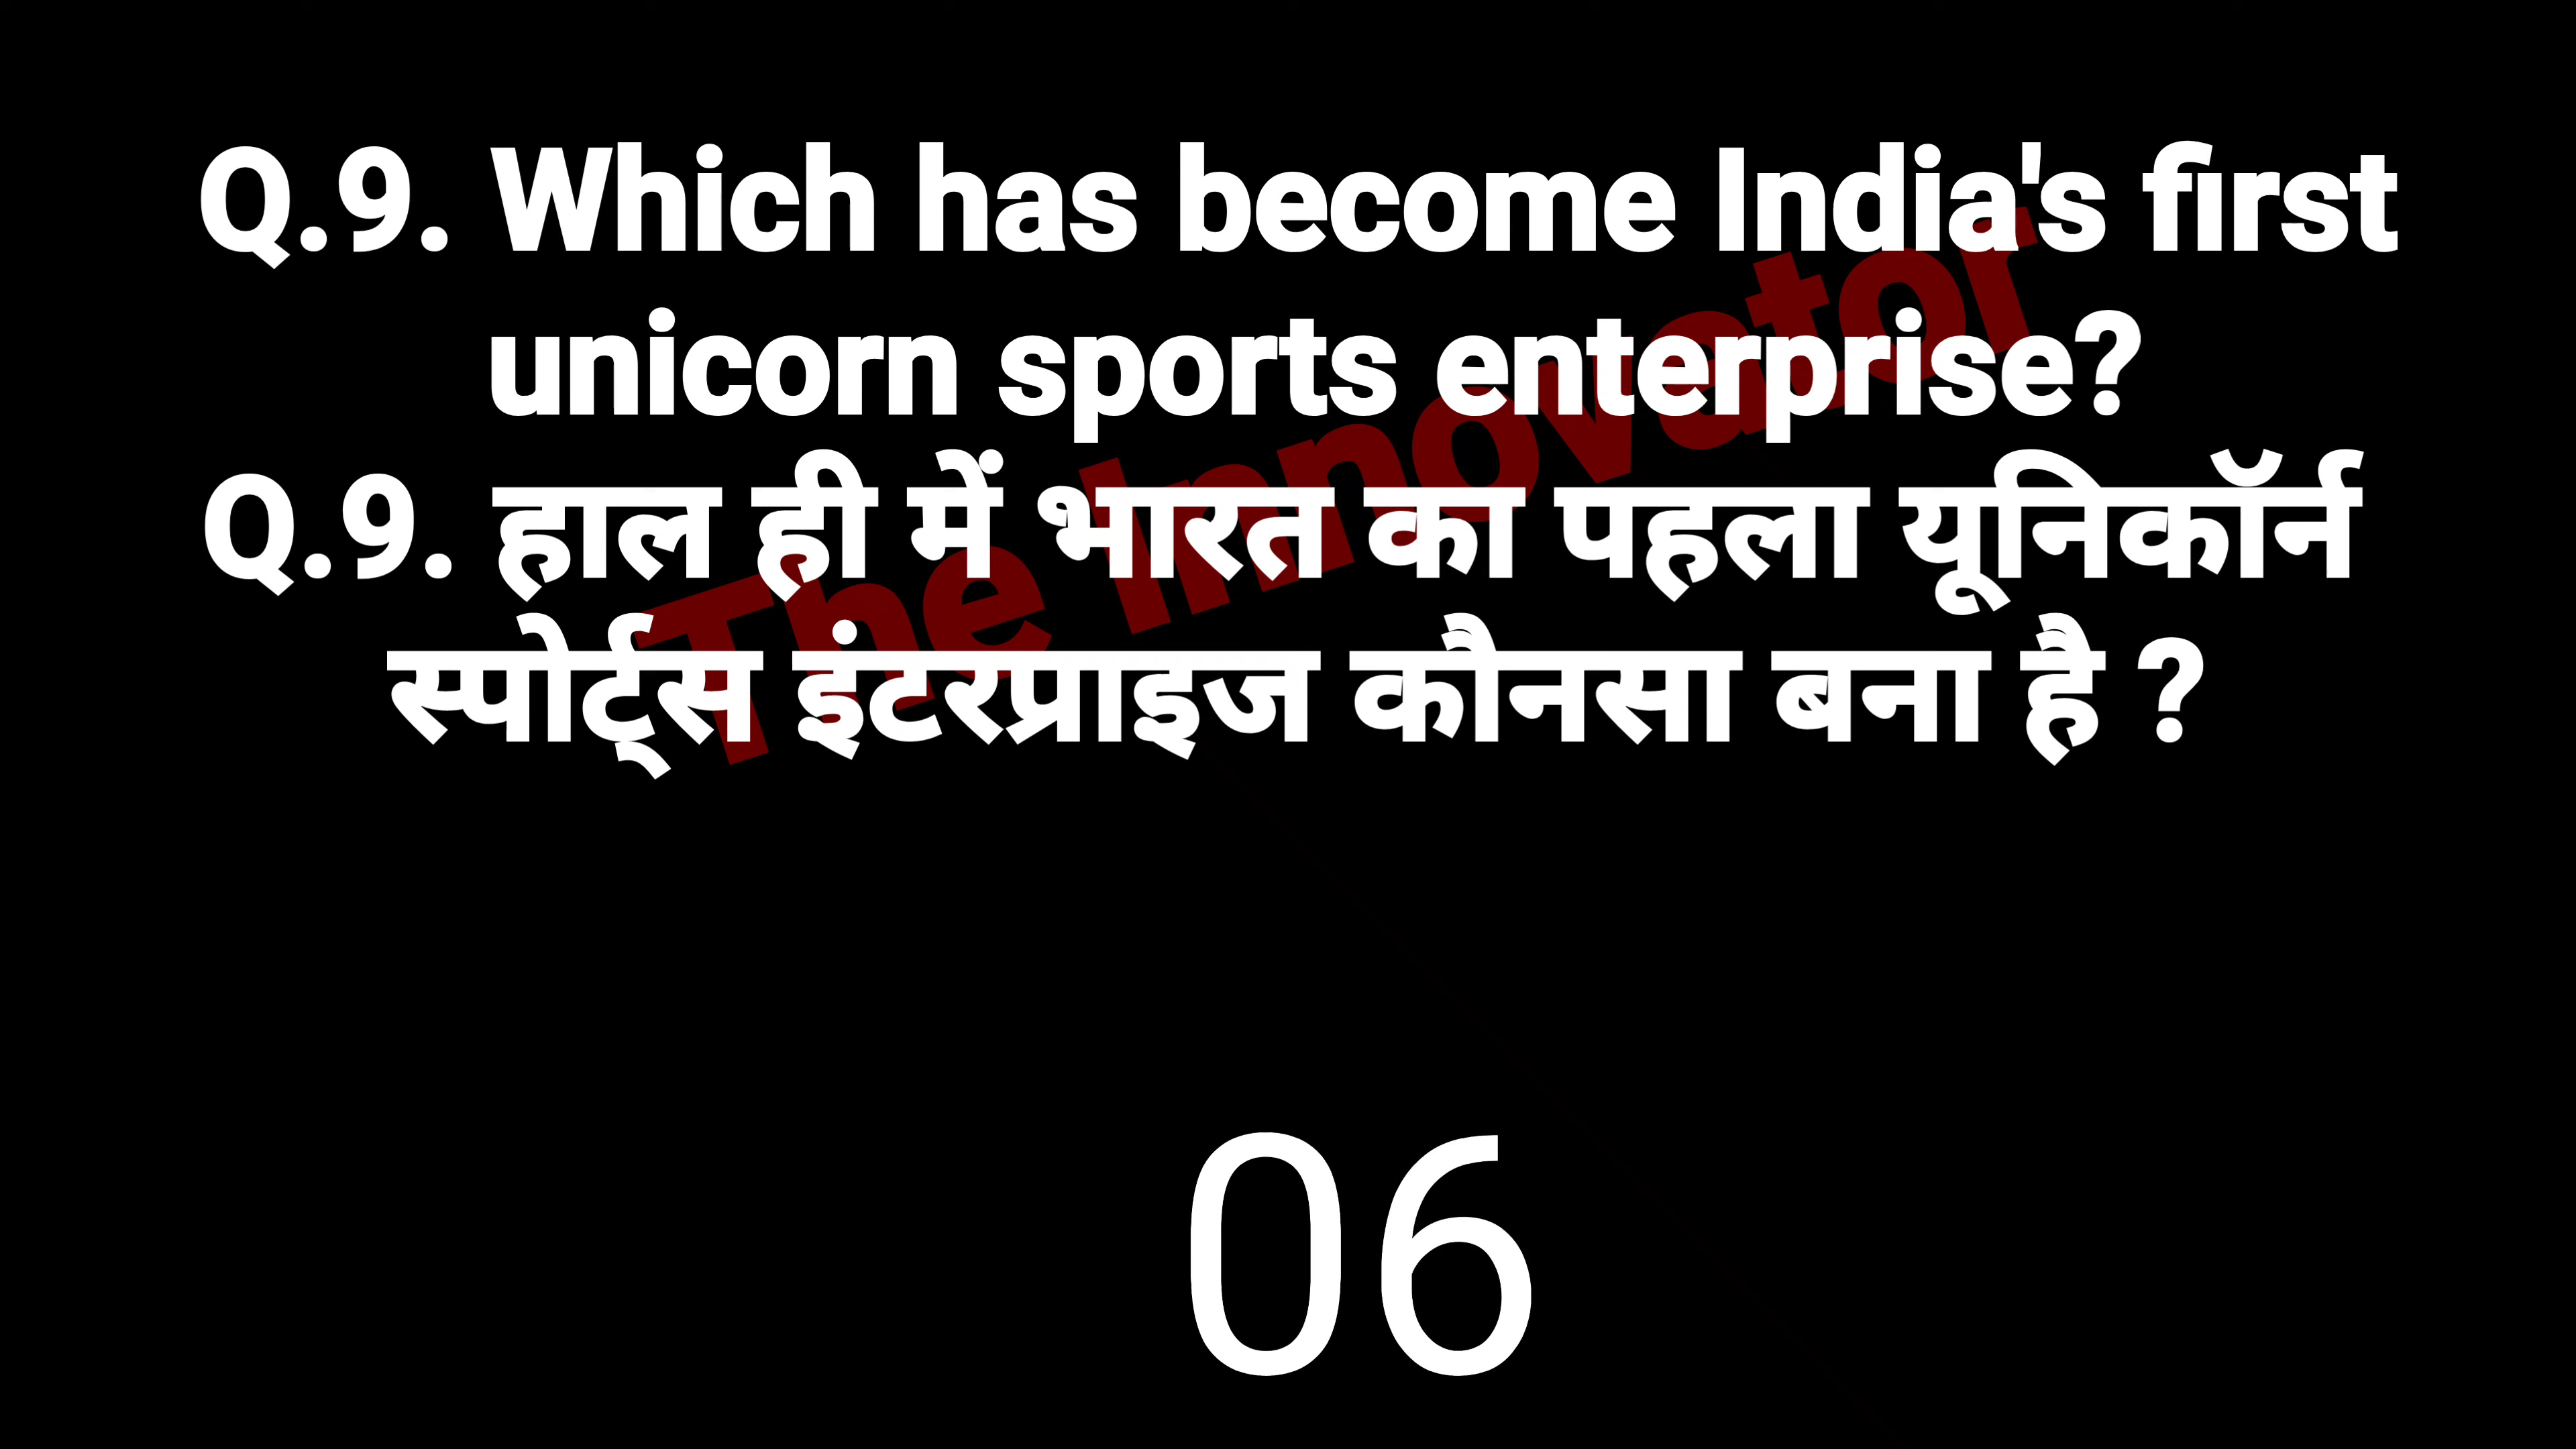 Q.9. Which has become India's first
unicorn sports enterprise?
Q.9. हाल ही में भारत का पहला यूनिकॉर्न
स्पोर्ट्स इंटरप्राइज कौनसा बना है ?
The Innovator
06